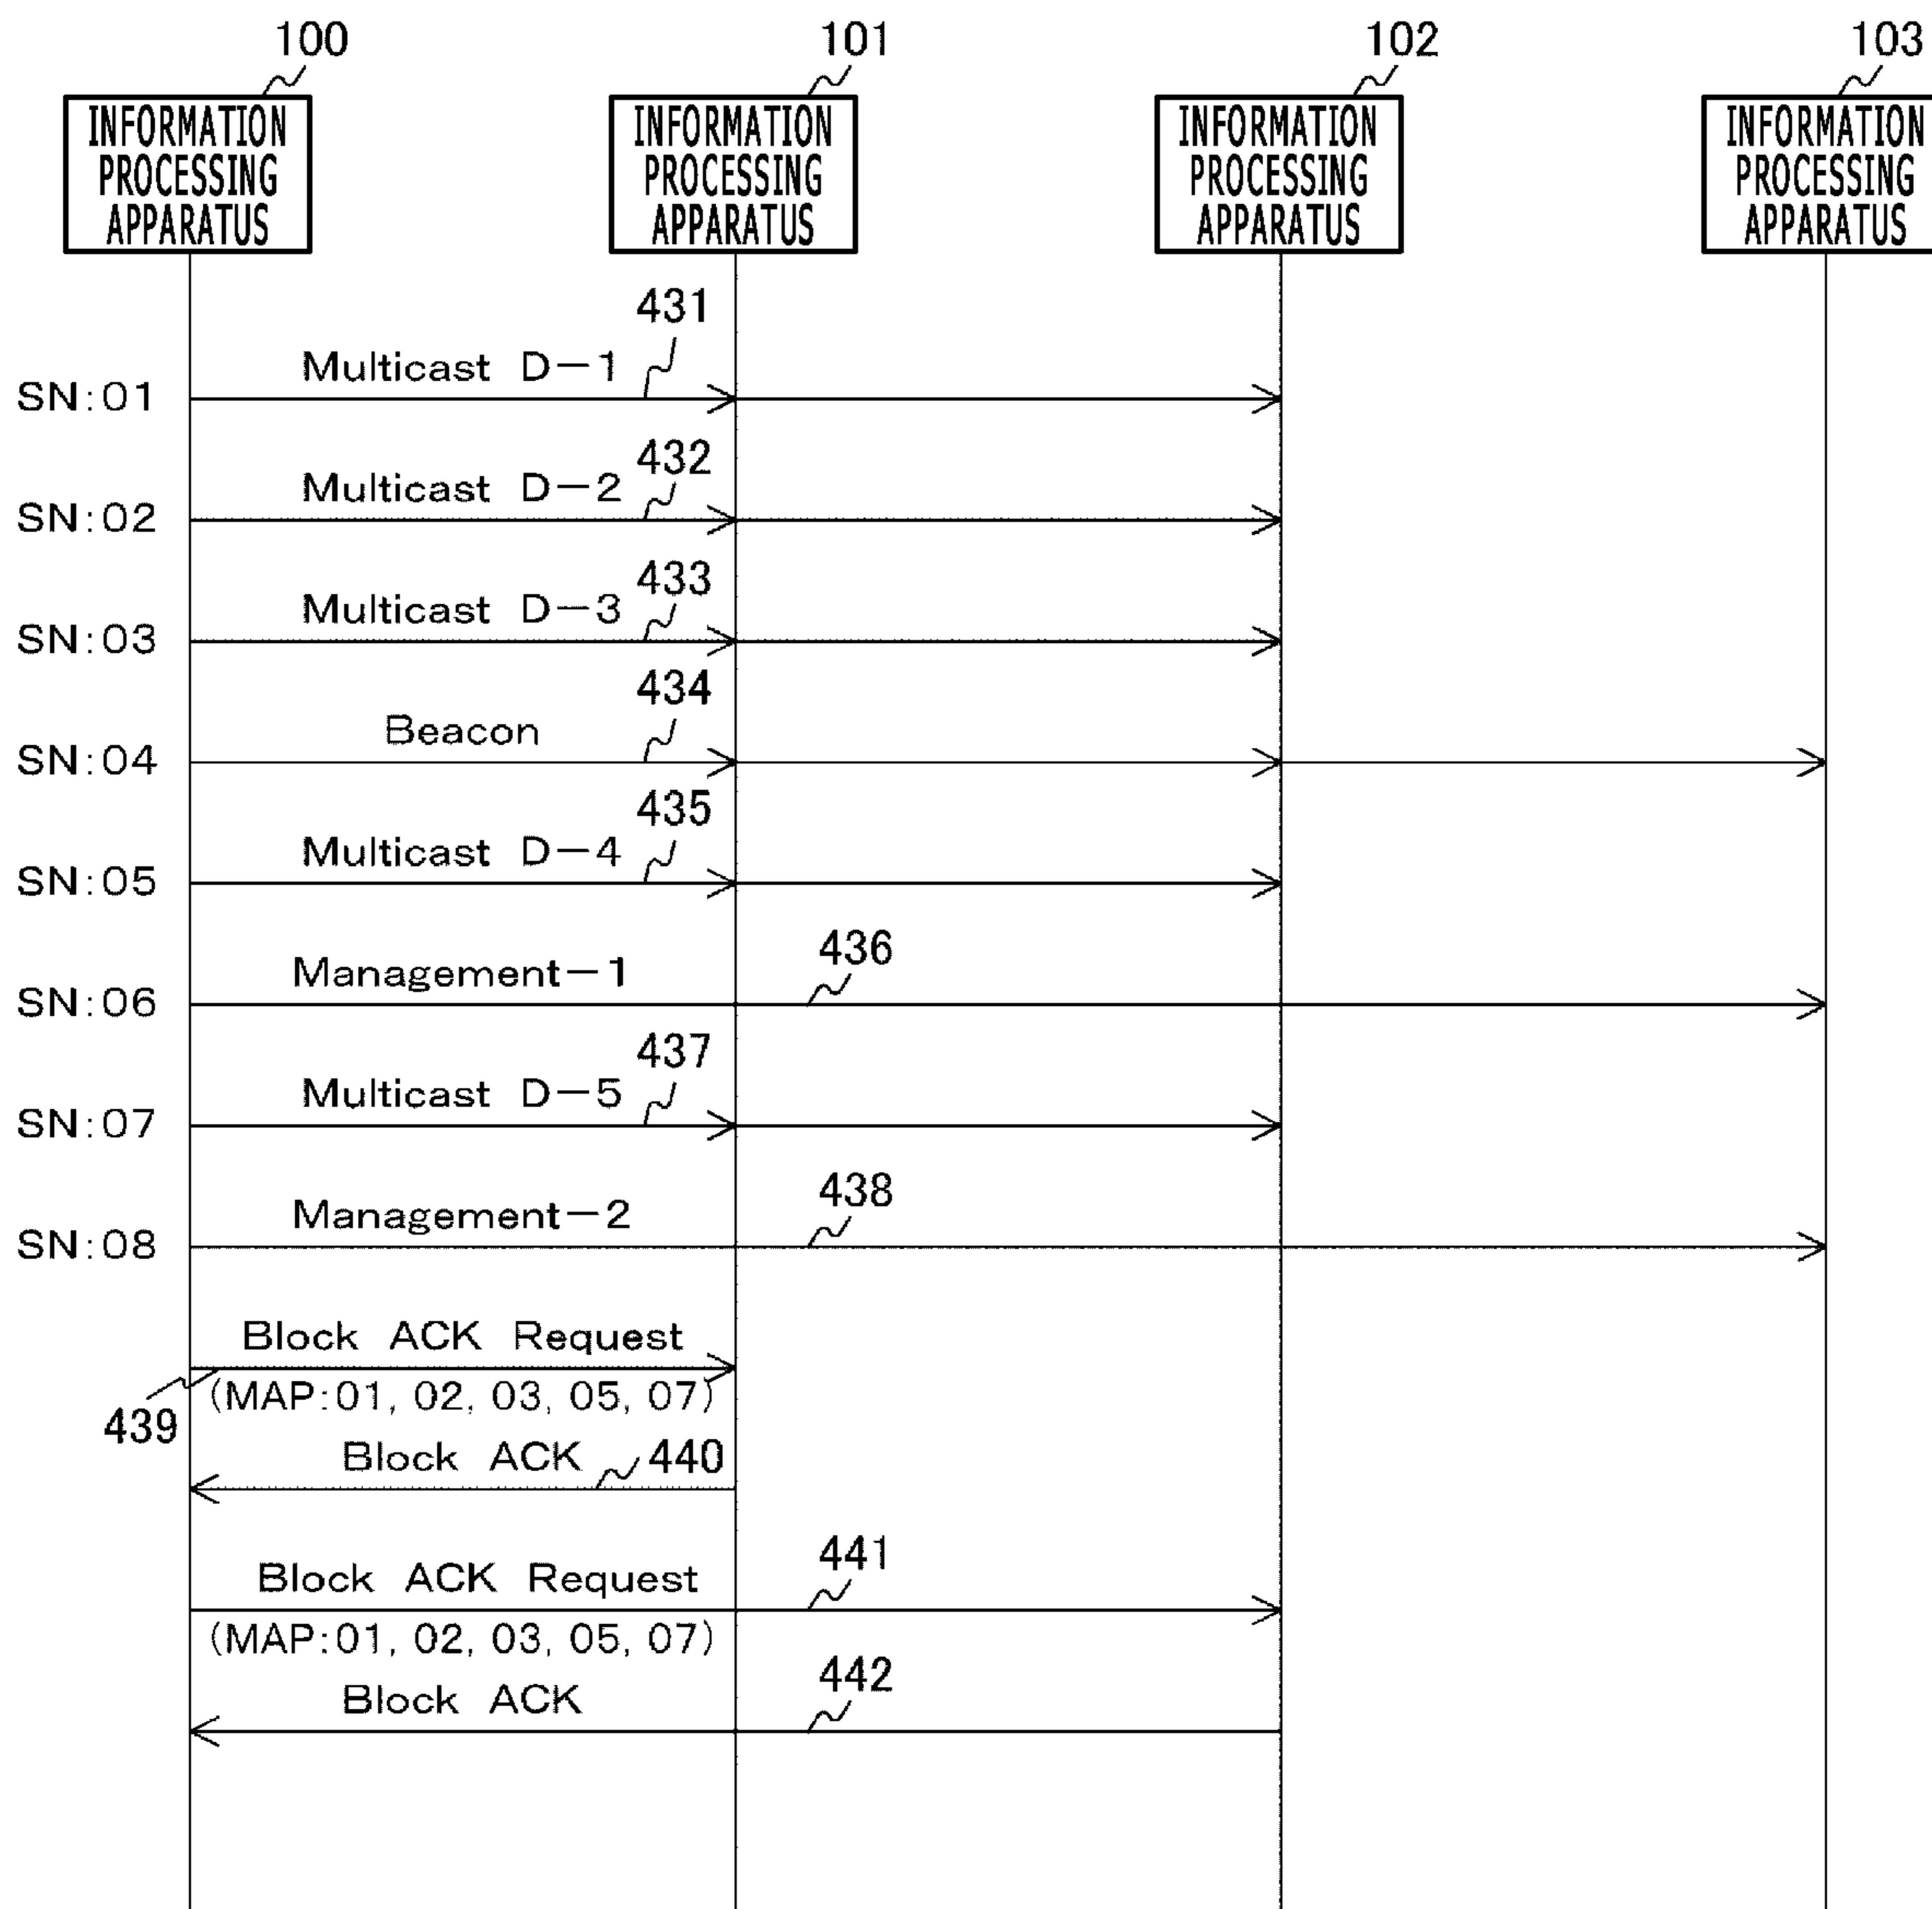 100
101
102
103
INFORMATION
PROCESSING
APPARATUS
INFORMATION
PROCESSING
APPARATUS
INFORMATION
PROCESSING
APPARATUS
INFORMATION
PROCESSING
APPARATUS
431
Multicast D-1
SN:01
432
Multicast D-2
SN:02
433
Multicast D-3
SN:03
434
Beacon
SN:04
435
Multicast D-4
SN:05
436
Management-1
SN:06
437
Multicast D-5
SN:07
438
Management-2
SN:08
Block ACK Request
(MAP:01, 02, 03, 05, 07)
439
Block ACK
440
441
Block ACK Request
(MAP:01, 02, 03, 05, 07)
442
Block ACK